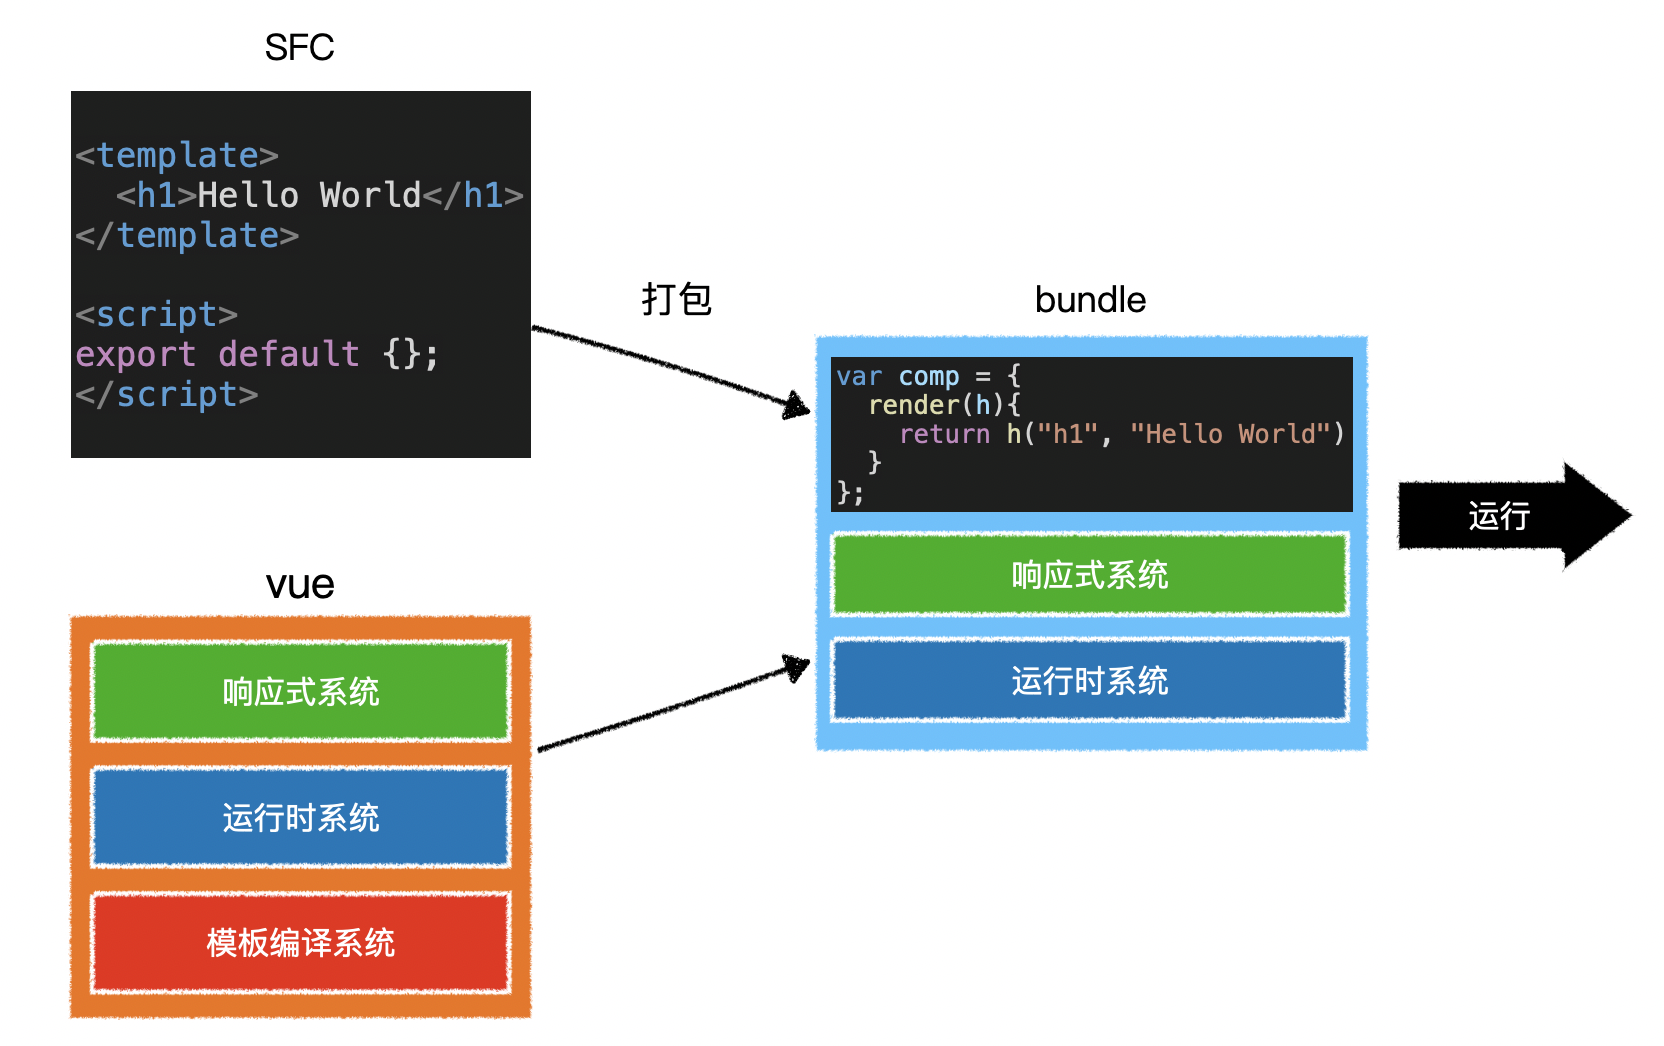 SFC
<template>
  <h1>Hello World</h1>
</template>
<script>
export default {};
</script>
打包
vue
响应式系统
运行时系统
模板编译系统
bundle
var comp = {
  render(h){
    return h("h1", "Hello World")
  }
};
响应式系统
运行时系统
运行